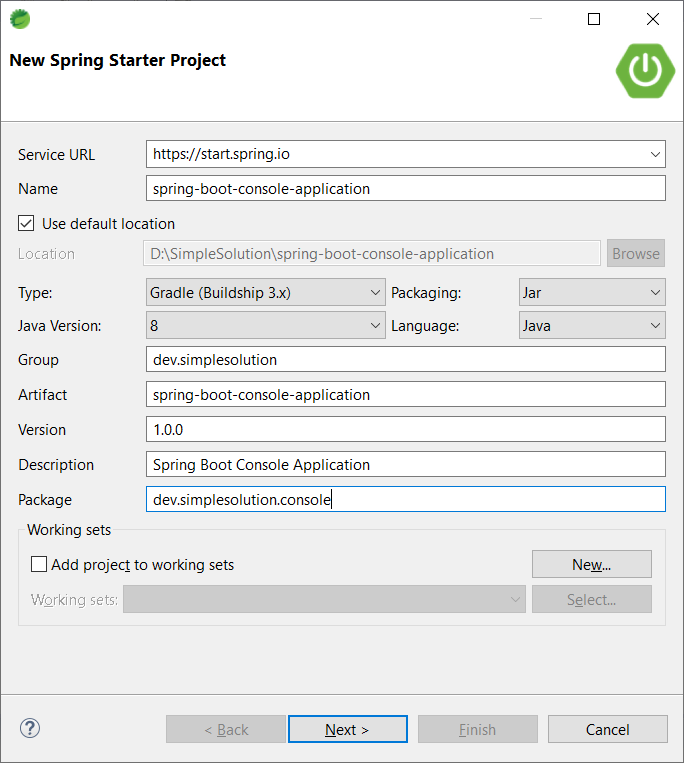 New Spring Starter Project
Service URL https://start.spring.io
Name spring-boot-console-application
Use default location
Location D:\SimpleSolution\spring-boot-console-application Browse
Type: Gradle (Buildship 3.x) Packaging: Jar
Java Version: 8 Language: Java
Group dev.simplesolution
Artifact spring-boot-console-application
Version 1.0.0
Description Spring Boot Console Application
Package dev.simplesolution.console
Working sets
Add project to working sets New...
Working sets: Select...
? < Back Next > Finish Cancel